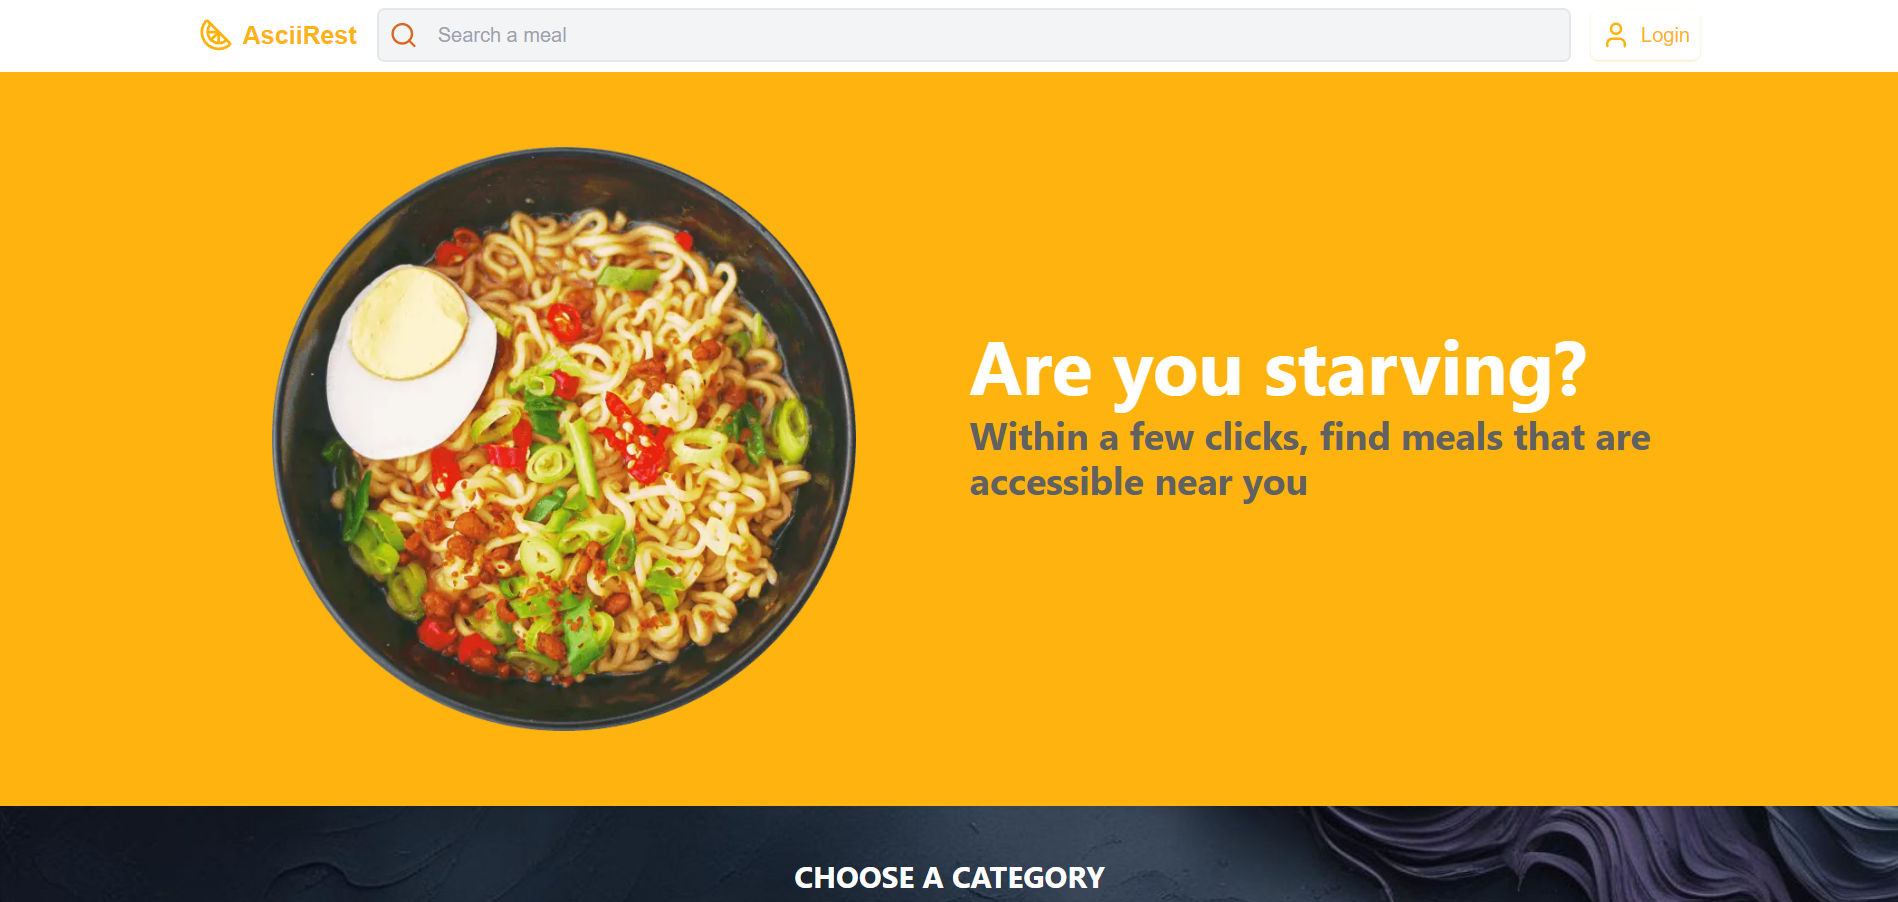 AsciiRest
Search a meal
Login
Are you starving?
Within a few clicks, find meals that are
accessible near you
CHOOSE A CATEGORY